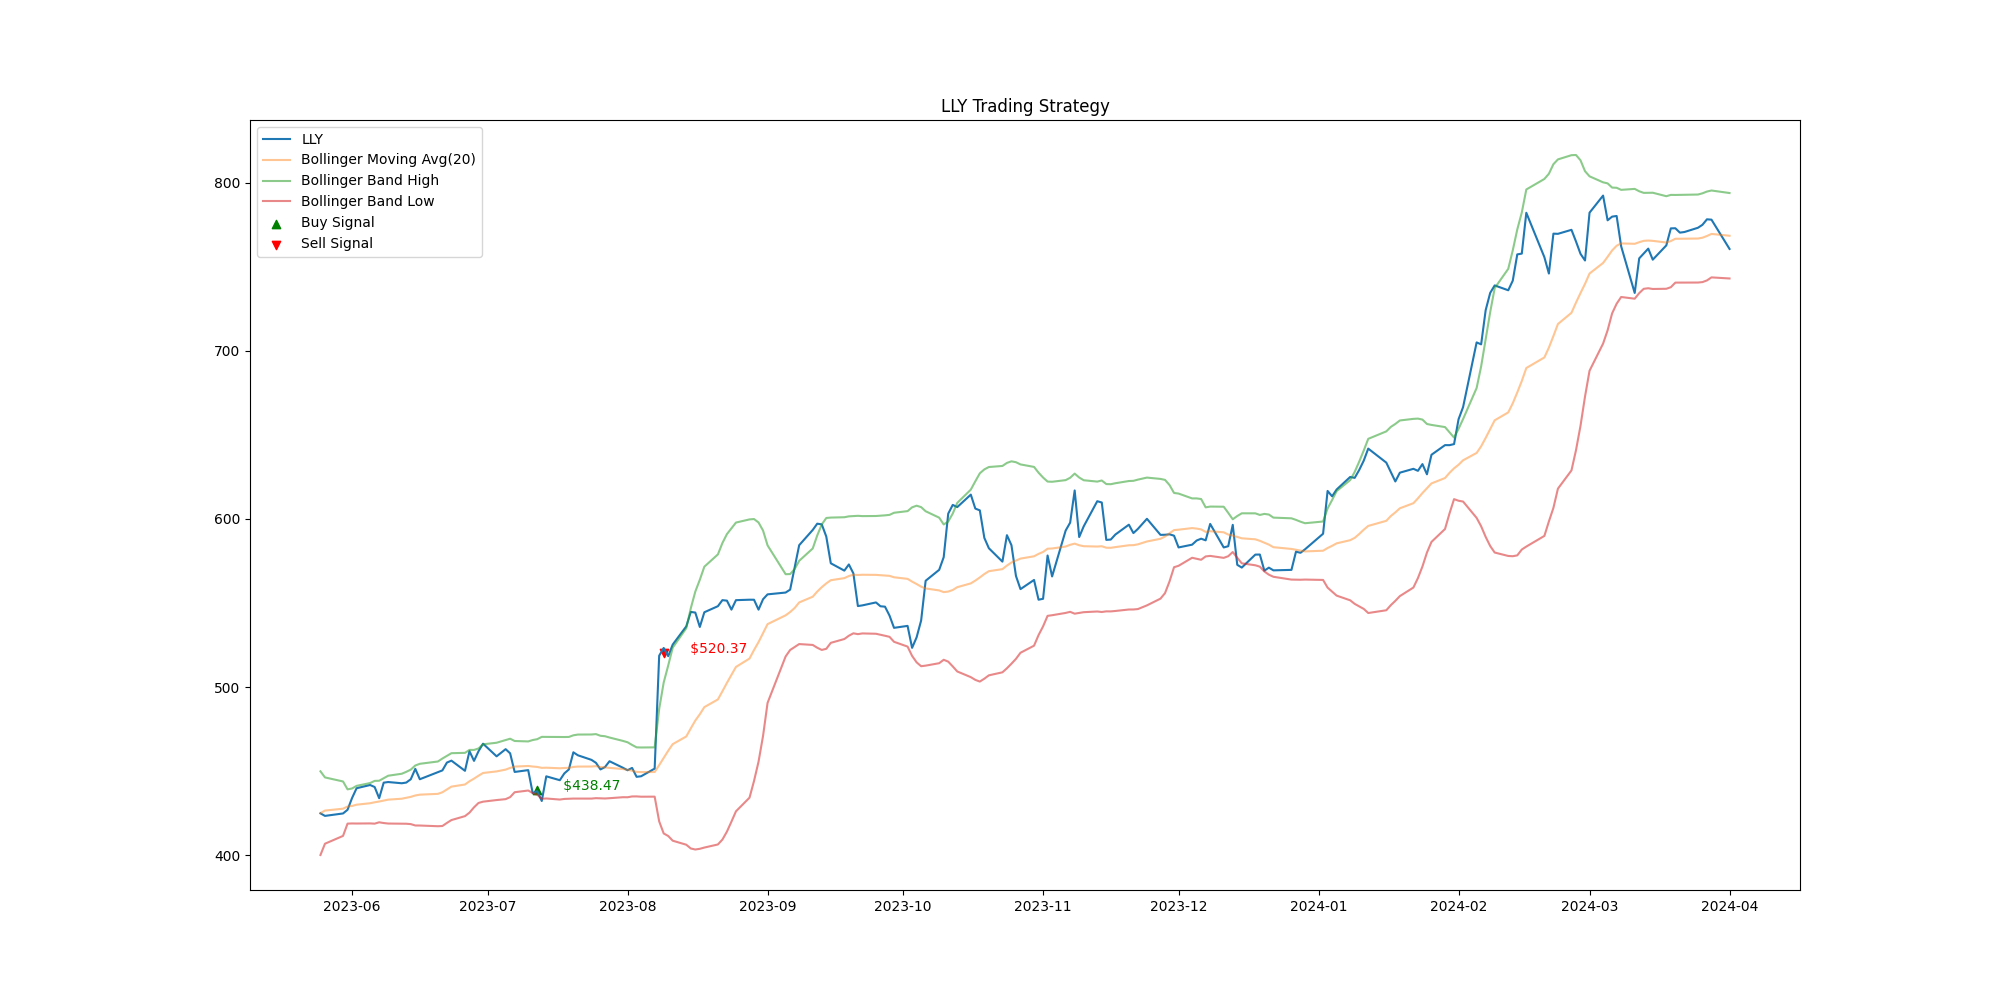 LLY Trading Strategy
LLY
Bollinger Moving Avg(20)
Bollinger Band High
Bollinger Band Low
Buy Signal
Sell Signal
800
700
600
500
400
$520.37
$438.47
2023-06 2023-07 2023-08 2023-09 2023-10 2023-11 2023-12 2024-01 2024-02 2024-03 2024-04